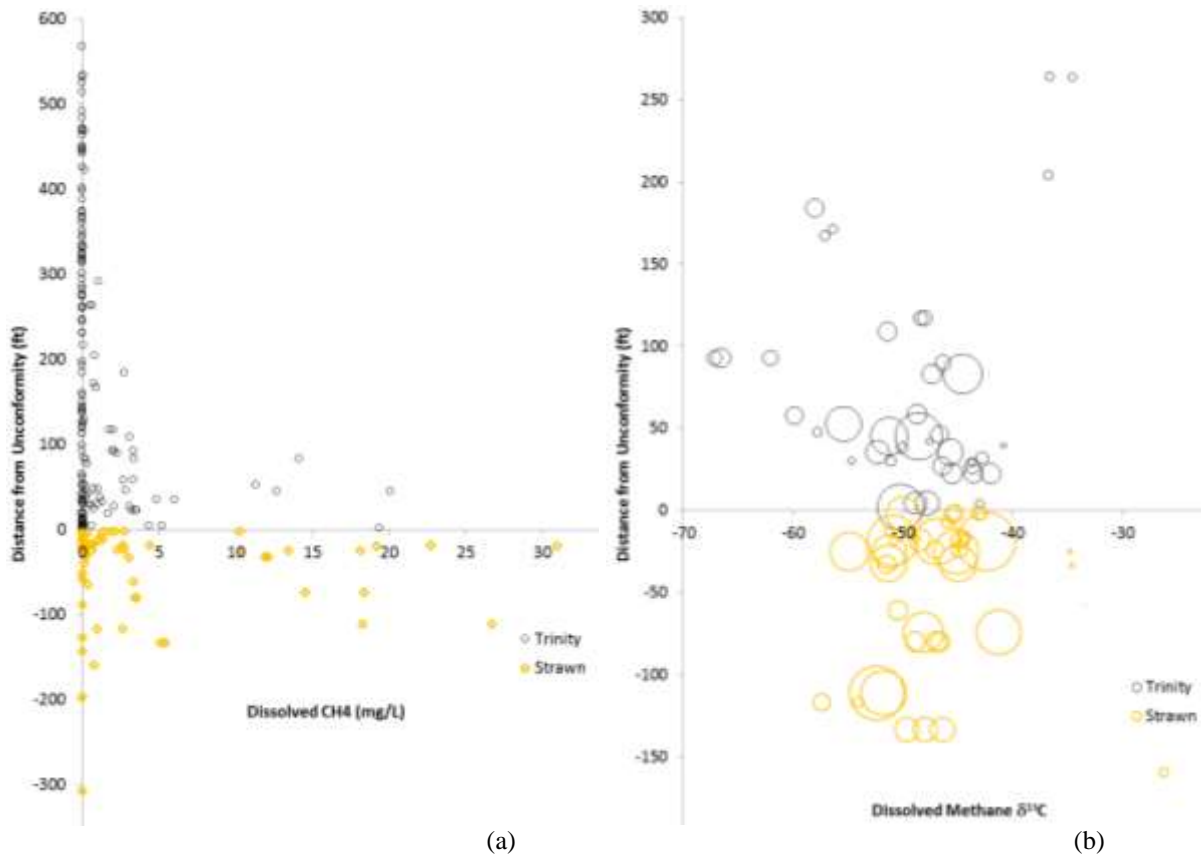 600
500
400
300
200
100
0
-100
-200
-300
0 5 10 15 20 25 30
Distance from Unconformity (ft)
Dissolved CH4 (mg/L)
Trinity
Strawn
(a)
300
250
200
150
100
50
0
-50
-100
-150
-70 -60 -50 -40 -30
Distance from Unconformity (ft)
Dissolved Methane δ¹³C
Trinity
Strawn
(b)